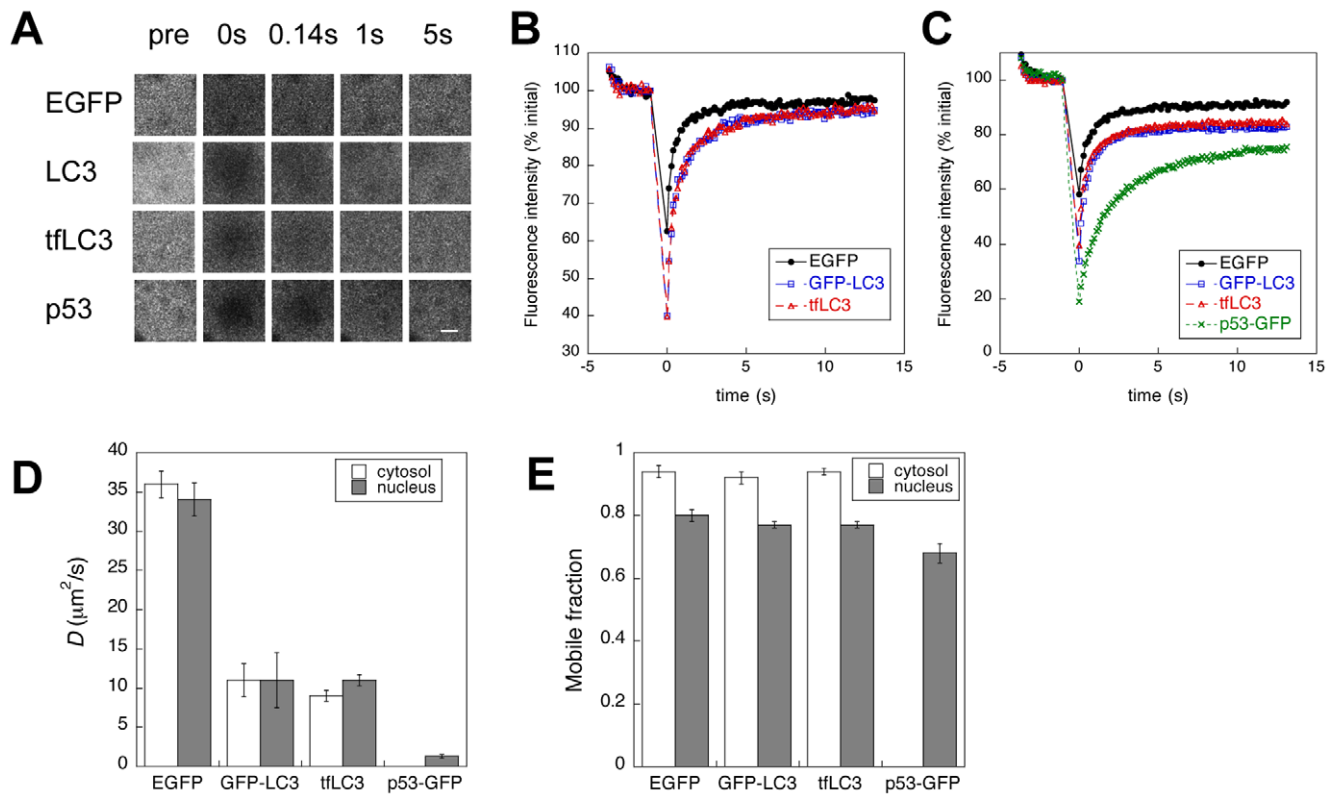 A
pre 0s 0.14s 1s 5s
EGFP
LC3
tfLC3
p53
B
Fluorescence intensity (% initial)
110
100
90
80
70
60
50
40
30
-5 0 5 10 15
time (s)
EGFP
GFP-LC3
tfLC3
C
Fluorescence intensity (% initial)
100
80
60
40
20
0
-5 0 5 10 15
time (s)
EGFP
GFP-LC3
tfLC3
p53-GFP
D
D (μm²/s)
40
35
30
25
20
15
10
5
0
cytosol
nucleus
EGFP GFP-LC3 tfLC3 p53-GFP
E
Mobile fraction
1
0.8
0.6
0.4
0.2
0
cytosol
nucleus
EGFP GFP-LC3 tfLC3 p53-GFP